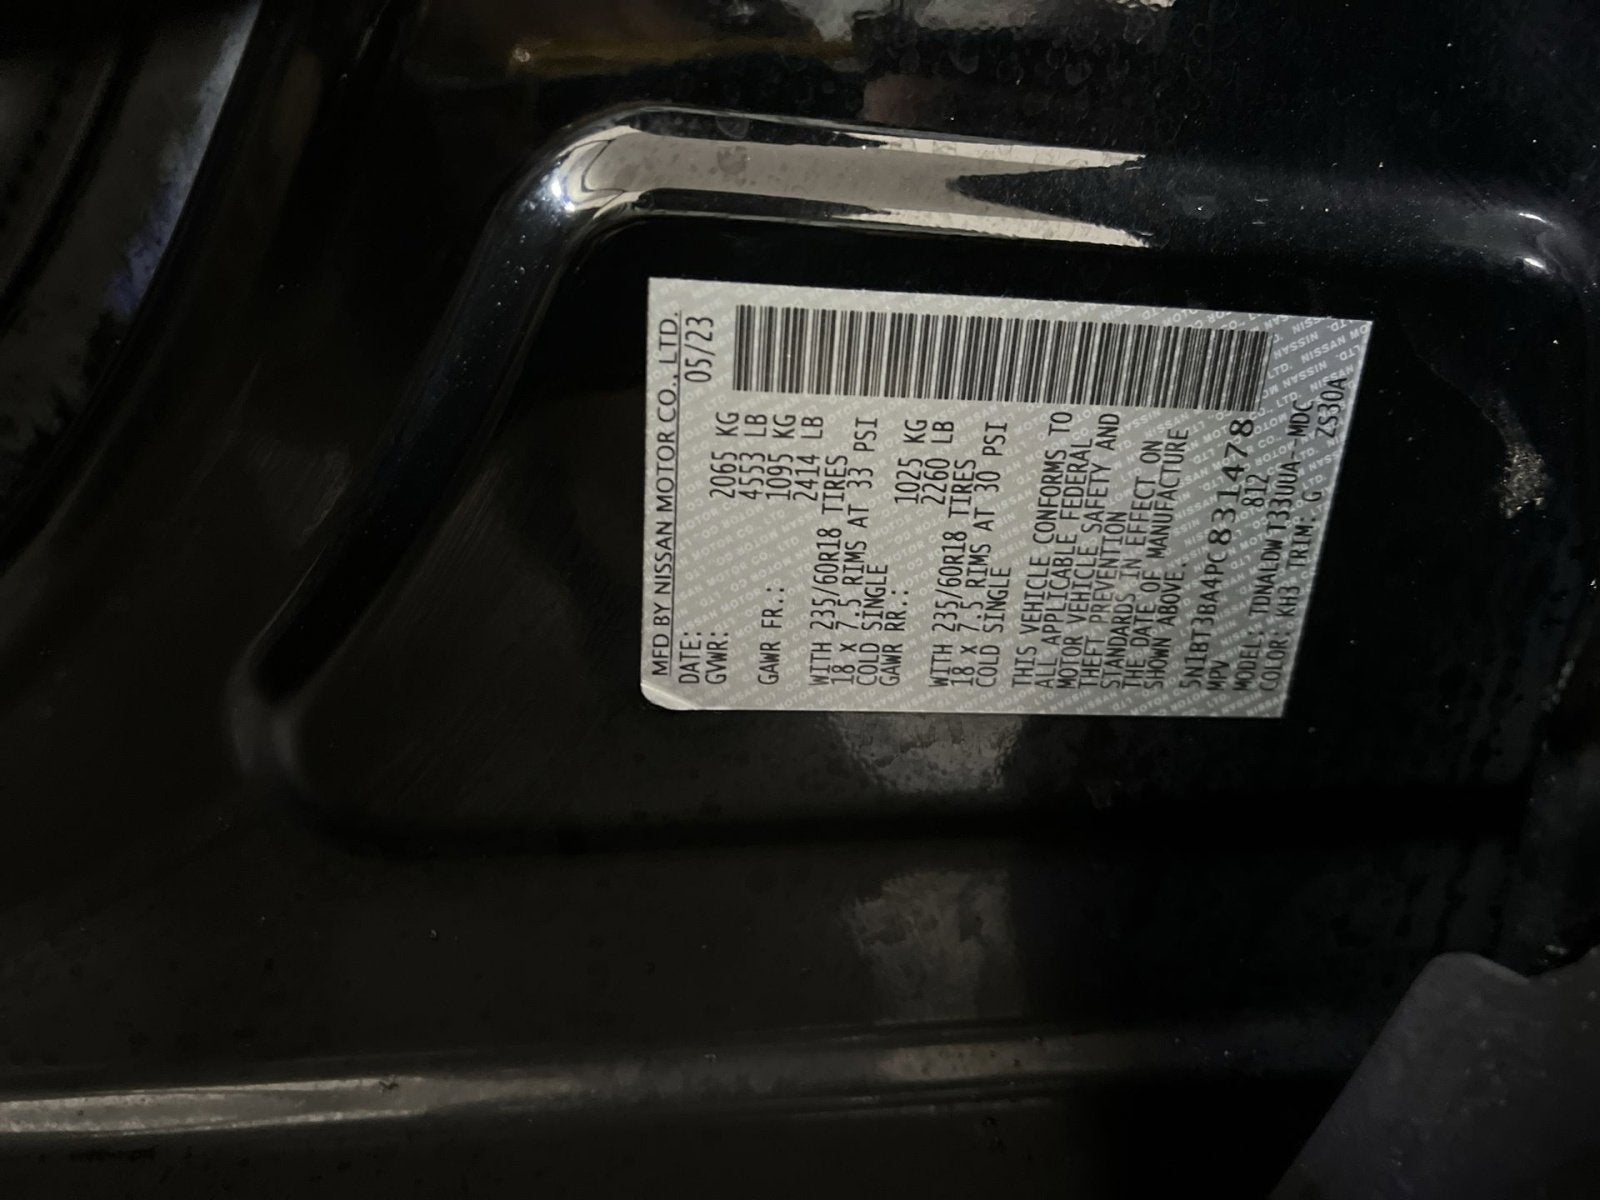 MFD BY NISSAN MOTOR CO., LTD.
DATE: 05/23
GVWR: 2065 KG
4553 LB
GAWR FR.: 1095 KG
2414 LB
WITH 235/60R18 TIRES
18 X 7.5 RIMS AT 33 PSI
COLD SINGLE
GAWR RR.: 1025 KG
2260 LB
WITH 235/60R18 TIRES
18 X 7.5 RIMS AT 30 PSI
COLD SINGLE
THIS VEHICLE CONFORMS TO
ALL APPLICABLE FEDERAL
MOTOR VEHICLE SAFETY AND
THEFT PREVENTION
STANDARDS IN EFFECT ON
THE DATE OF MANUFACTURE
SHOWN ABOVE.
5N1BT3BA4PC831478
MPV 812
MODEL: TDNALDWT33UUA--MDC
COLOR: KH3 TRIM: G ZS30A